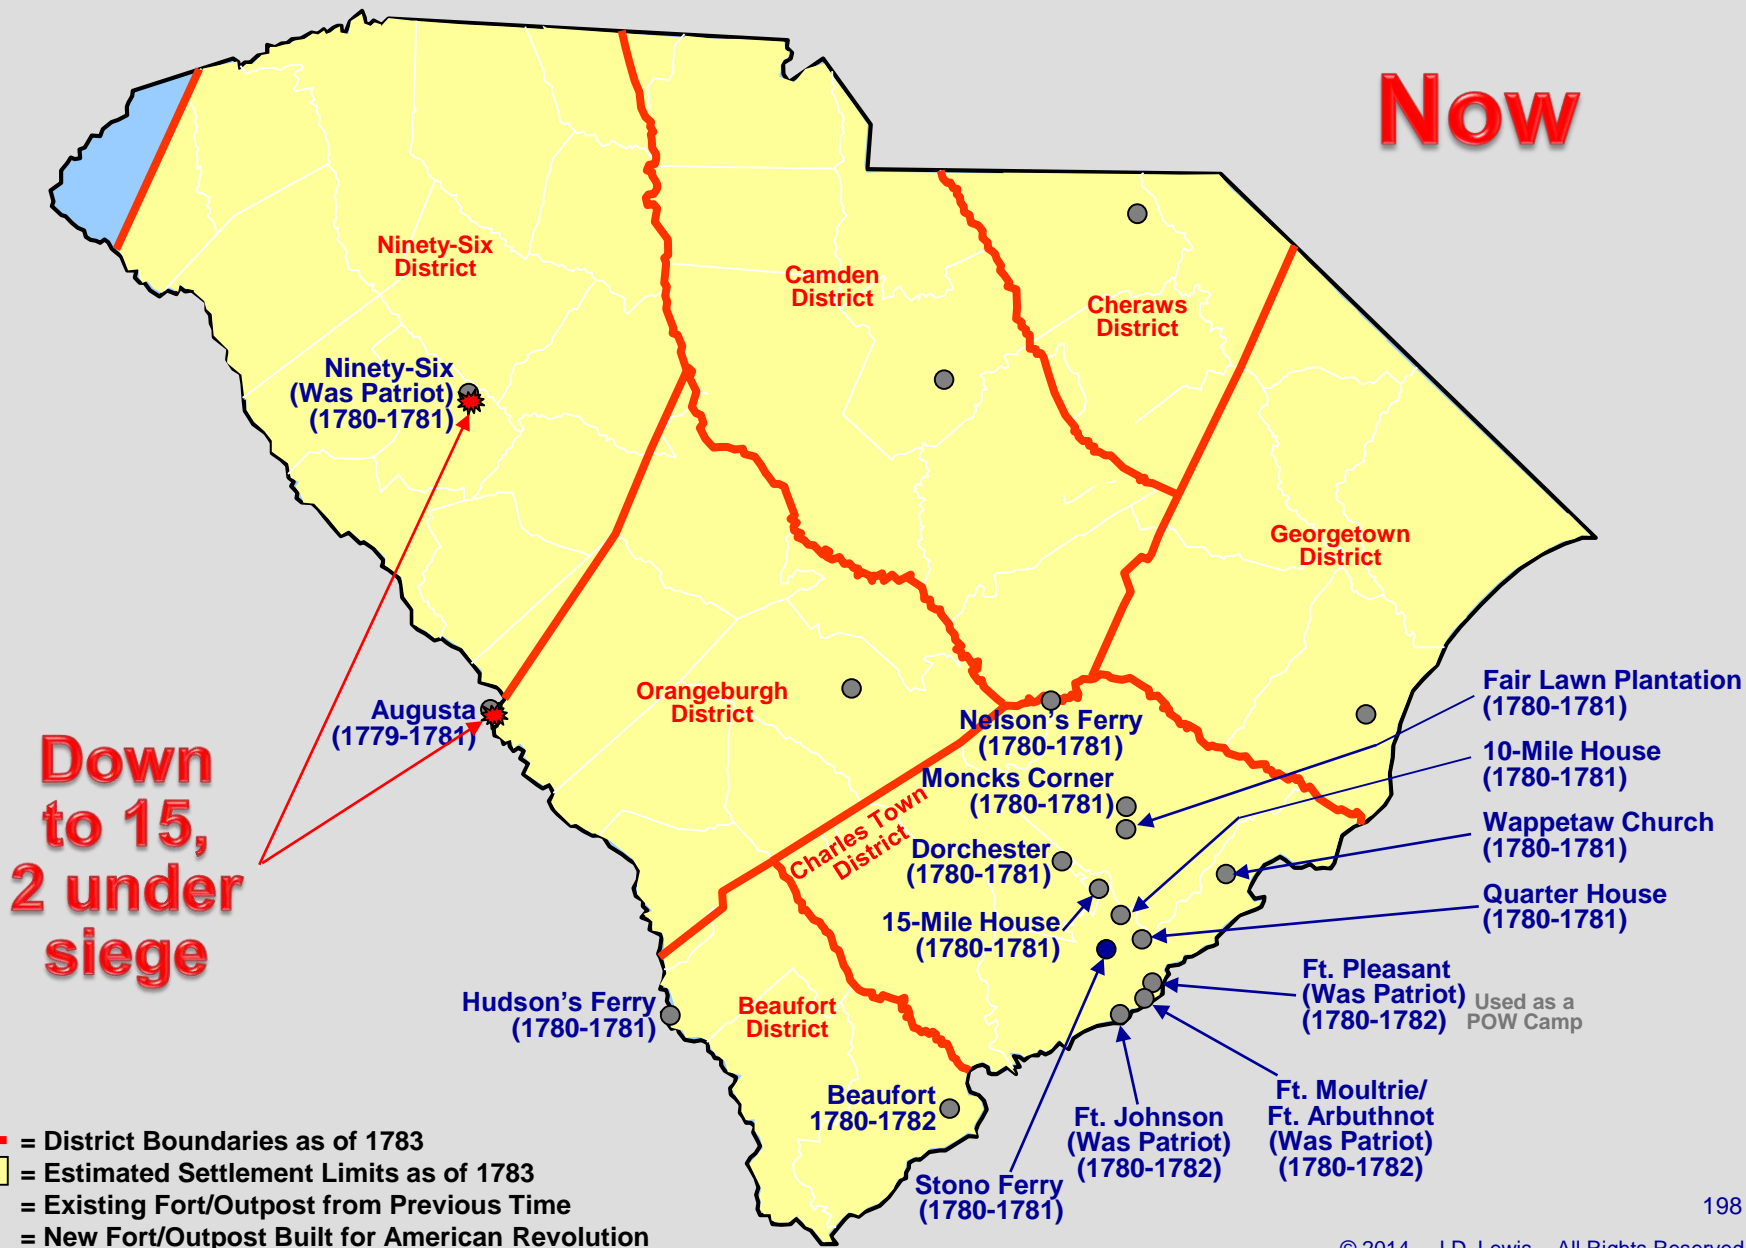 Now
Ninety-Six
District
Camden
District
Cheraws
District
Ninety-Six
(Was Patriot)
(1780-1781)
Georgetown
District
Orangeburgh
District
Augusta
(1779-1781)
Down
to 15,
2 under
siege
Nelson's Ferry
(1780-1781)
Moncks Corner
(1780-1781)
Charles Town
District
Dorchester
(1780-1781)
15-Mile House
(1780-1781)
Fair Lawn Plantation
(1780-1781)
10-Mile House
(1780-1781)
Wappetaw Church
(1780-1781)
Quarter House
(1780-1781)
Ft. Pleasant
(Was Patriot)
(1780-1782)
Used as a
POW Camp
Hudson's Ferry
(1780-1781)
Beaufort
District
Beaufort
1780-1782
Ft. Moultrie/
Ft. Arbuthnot
(Was Patriot)
(1780-1782)
Ft. Johnson
(Was Patriot)
(1780-1782)
Stono Ferry
(1780-1781)
= District Boundaries as of 1783
= Estimated Settlement Limits as of 1783
= Existing Fort/Outpost from Previous Time
= New Fort/Outpost Built for American Revolution
198
© 2014 – J.D. Lewis – All Rights Reserved